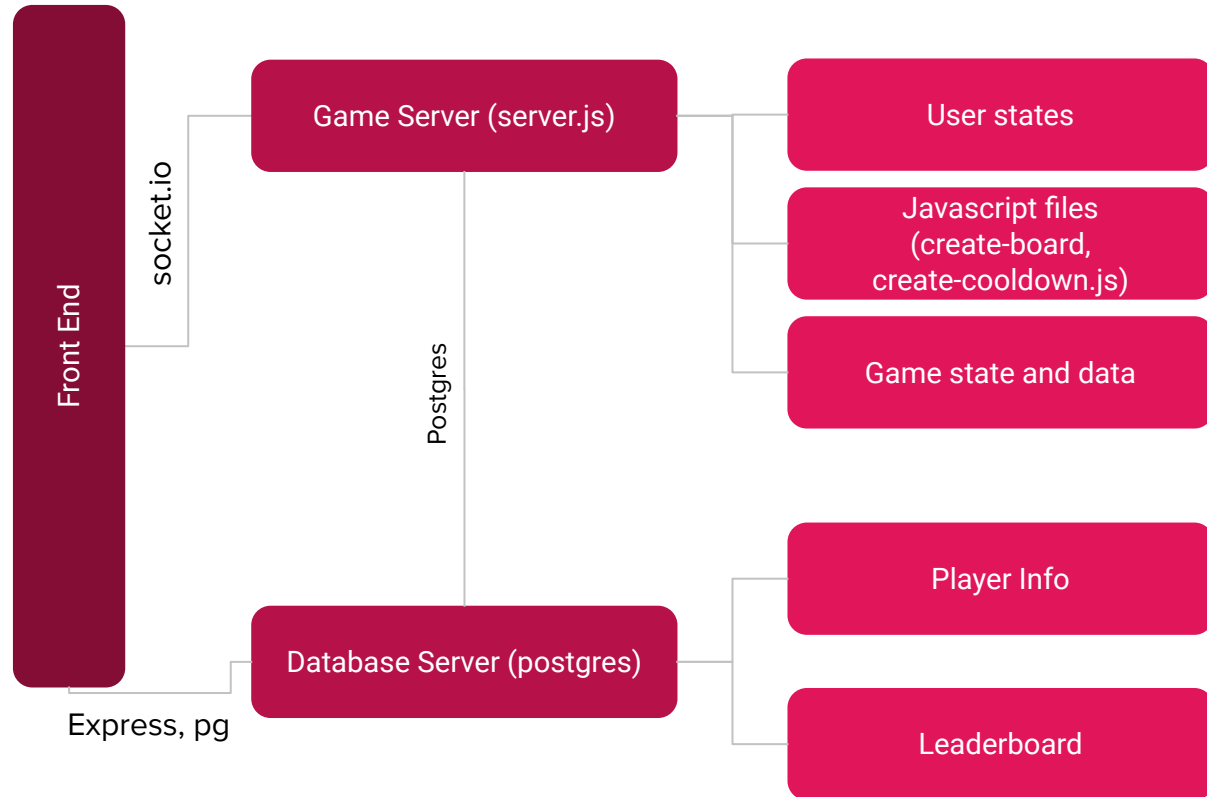 Front End
socket.io
Game Server (server.js)
User states
Javascript files
(create-board,
create-cooldown.js)
Game state and data
Postgres
Database Server (postgres)
Express, pg
Player Info
Leaderboard